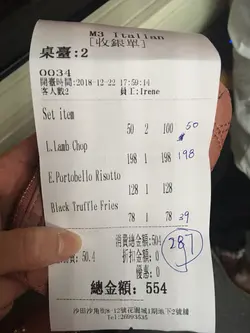 M3 Italian
[收銀單]
桌臺:2
0034
開臺時間:2018-12-22 17:59:14
客人數2 員工:Irene
Set item
50 2 100 50
L.Lamb Chop
198 1 198 198
E.Portobello Risotto
128 1 128
Black Truffle Fries
78 1 78 39
消費總金額:504
50.4 折扣金額: 0
優惠: 0
287
總金額: 554
Tel:26093535